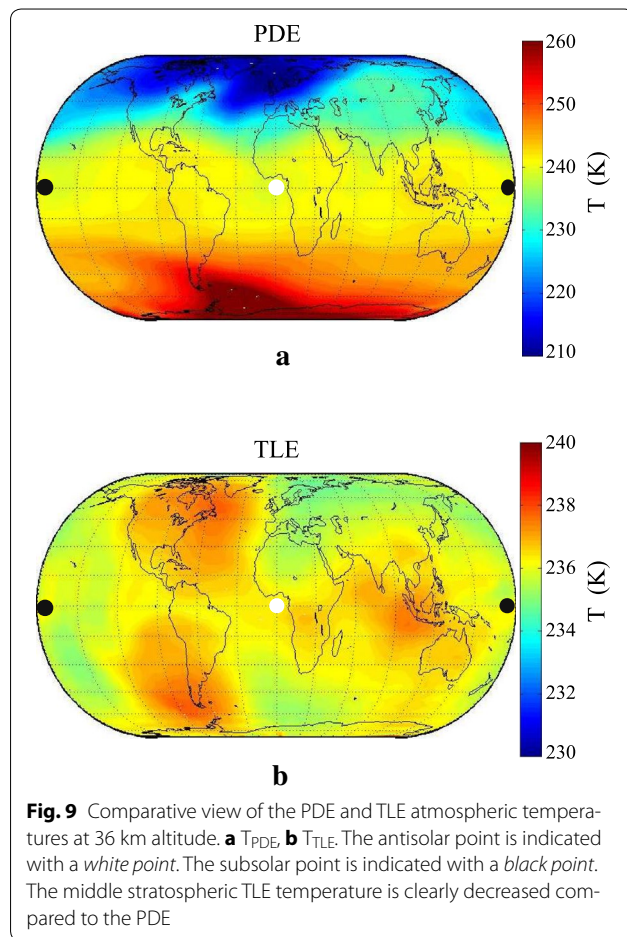 PDE
260
250
240
230
220
210
T (K)
a
TLE
240
238
236
234
232
230
T (K)
b
Fig. 9 Comparative view of the PDE and TLE atmospheric tempera-
tures at 36 km altitude. a TPDE, b TTLE. The antisolar point is indicated
with a white point. The subsolar point is indicated with a black point.
The middle stratospheric TLE temperature is clearly decreased com-
pared to the PDE